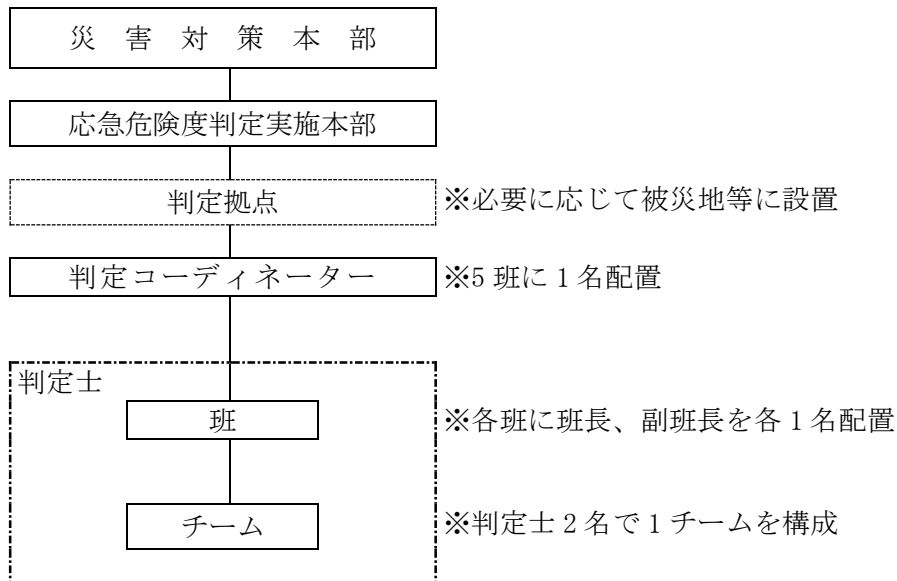 災害対策本部
応急危険度判定実施本部
判定拠点
※必要に応じて被災地等に設置
判定コーディネーター
※5班に1名配置
判定士
班
※各班に班長、副班長を各1名配置
チーム
※判定士2名で1チームを構成